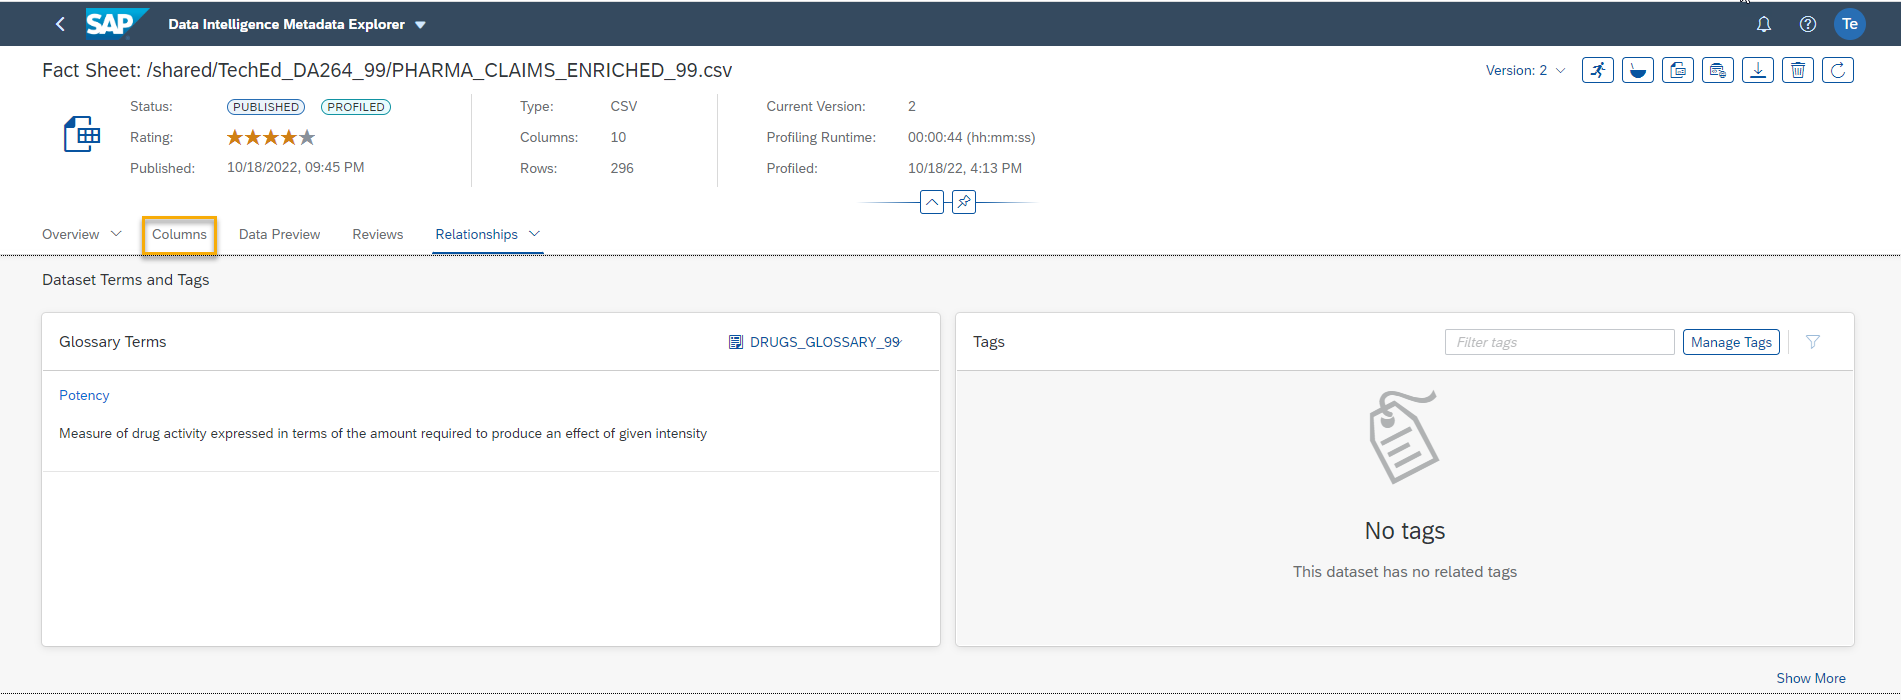 SAP Data Intelligence Metadata Explorer Te
Fact Sheet: /shared/TechEd_DA264_99/PHARMA_CLAIMS_ENRICHED_99.csv Version: 2
Status: PUBLISHED PROFILED Type: CSV Current Version: 2
Rating: Columns: 10 Profiling Runtime: 00:00:44 (hh:mm:ss)
Published: 10/18/2022, 09:45 PM Rows: 296 Profiled: 10/18/22, 4:13 PM
Overview Columns Data Preview Reviews Relationships
Dataset Terms and Tags
Glossary Terms DRUGS_GLOSSARY_99 Tags Filter tags Manage Tags
Potency
Measure of drug activity expressed in terms of the amount required to produce an effect of given intensity
No tags
This dataset has no related tags
Show More